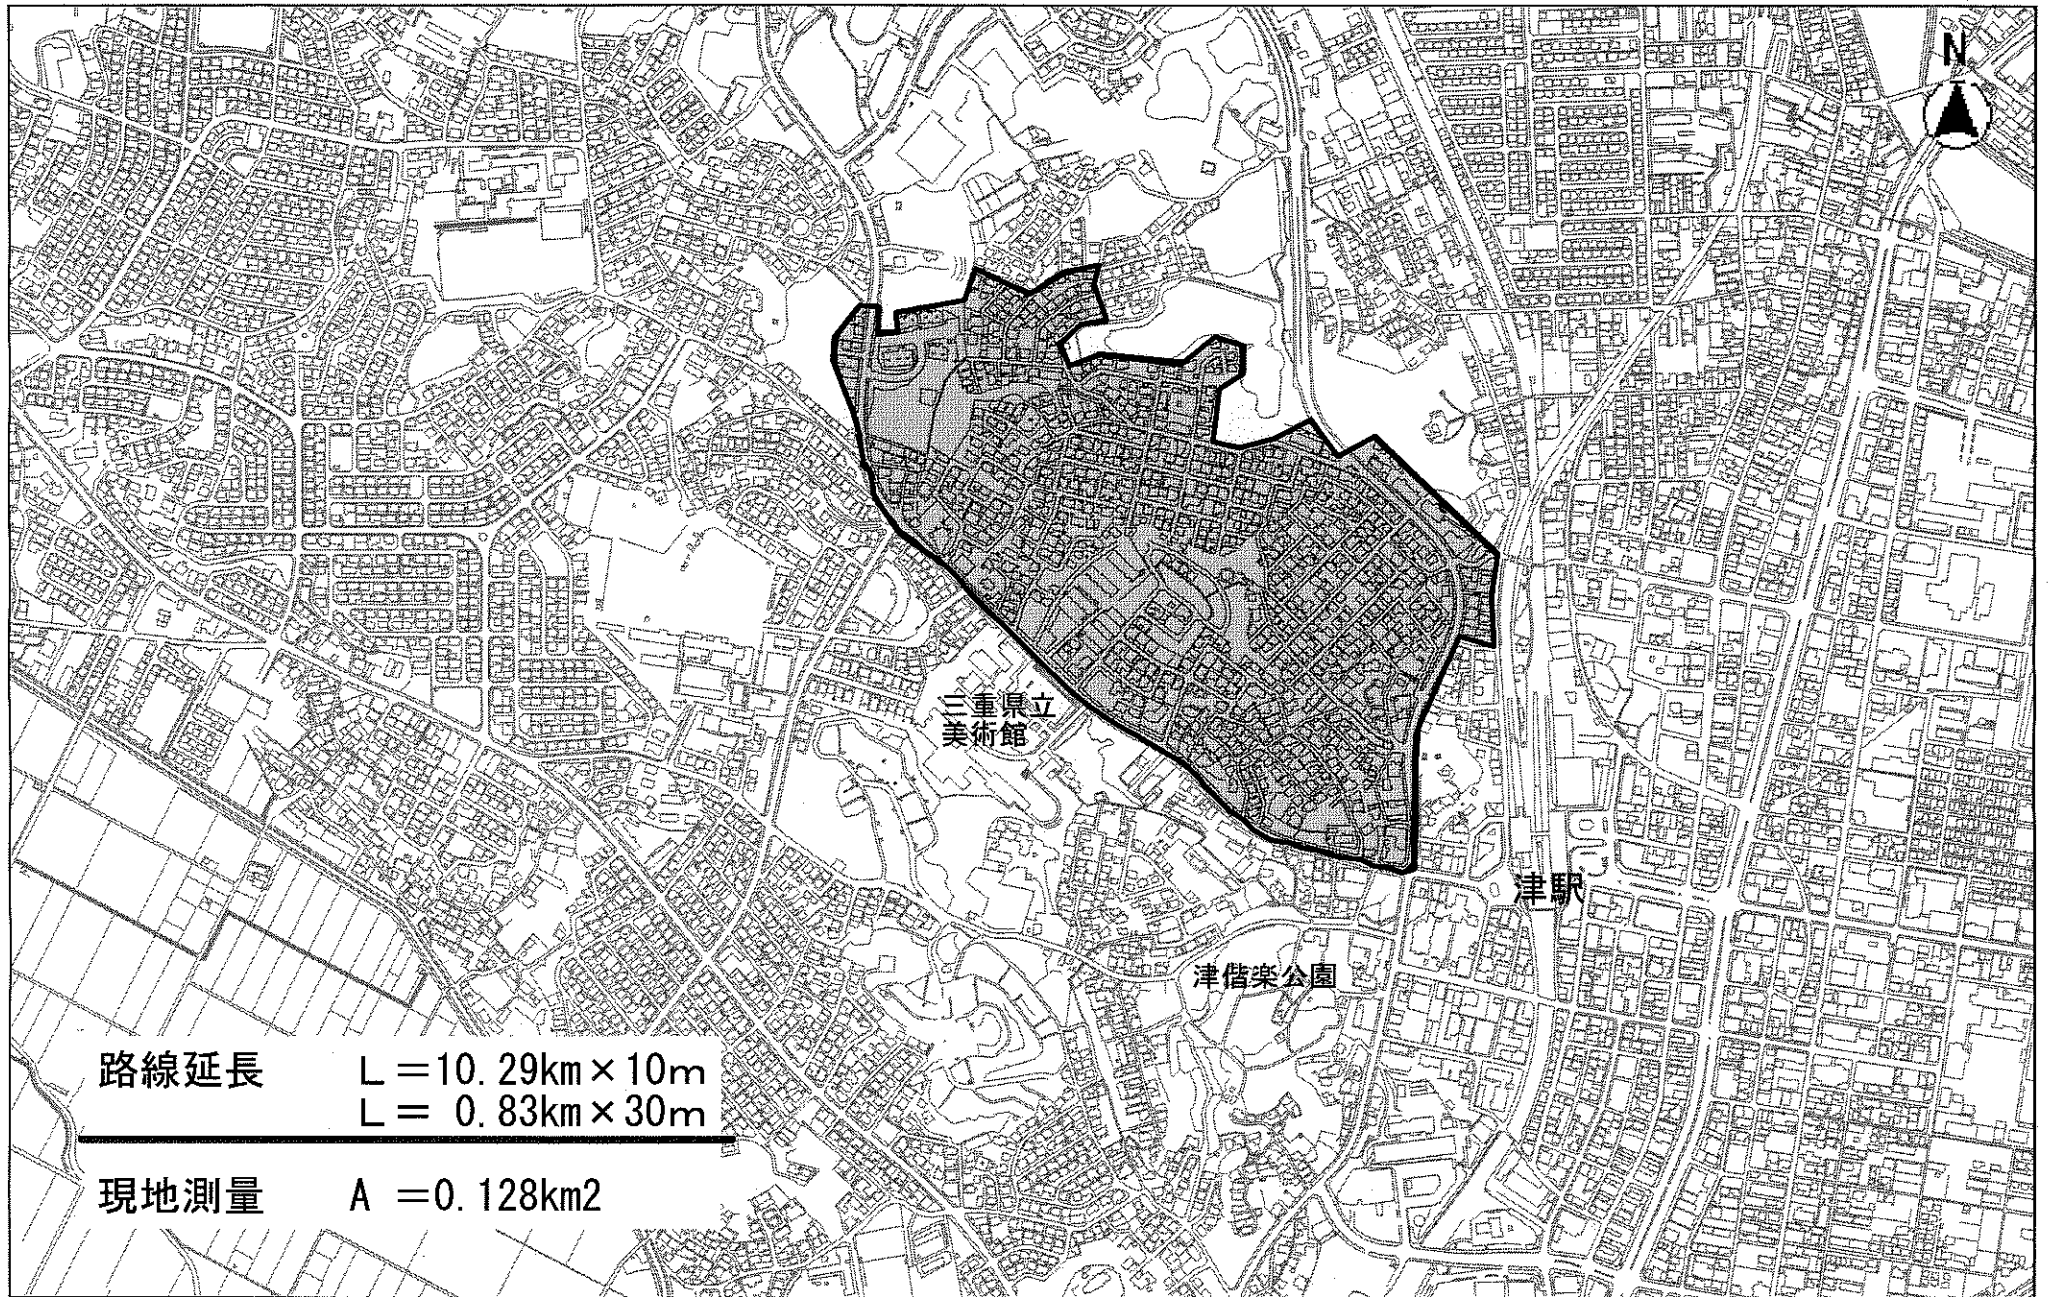 N
三重県立
美術館
津駅
津偕楽公園
路線延長 L=10.29km×10m
L= 0.83km×30m
現地測量 A =0.128km2